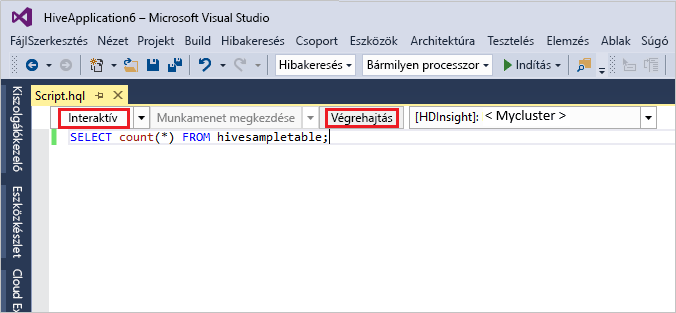 HiveApplication6 – Microsoft Visual Studio
FájlSzerkesztés Nézet Projekt Build Hibakeresés Csoport Eszközök Architektúra Tesztelés Elemzés Ablak Súgó
Hibakeresés Bármilyen processzor Indítás
Script.hql
Interaktív Munkamenet megkezdése Végrehajtás [HDInsight]: < Mycluster >
SELECT count(*) FROM hivesampletable;
Kiszolgálókezelő
Eszközkészlet
Cloud Ex